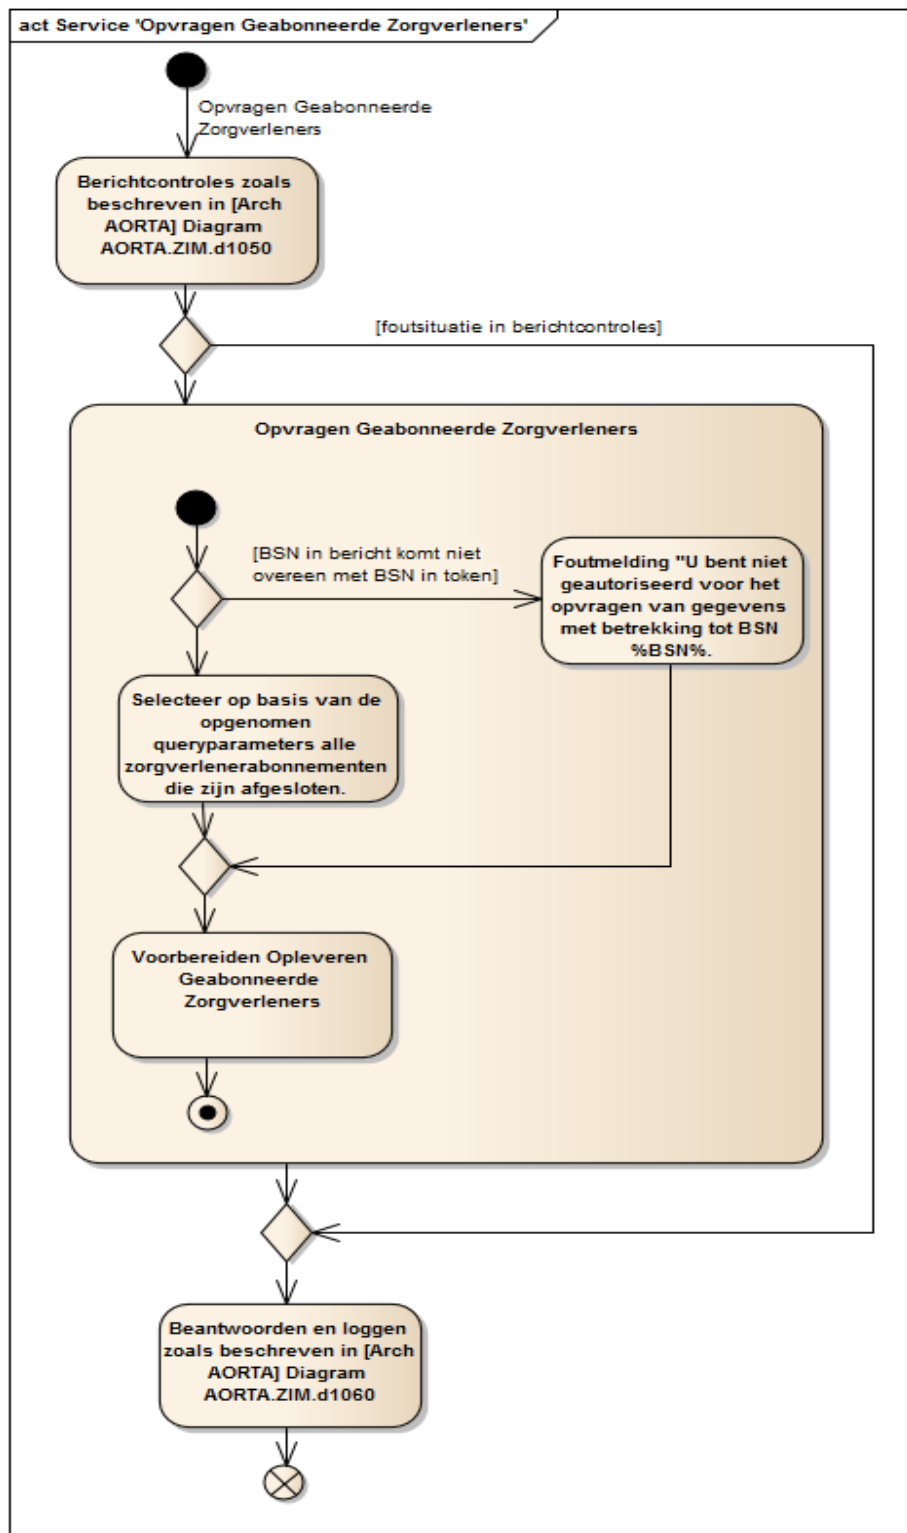 act Service 'Opvragen Geabonneerde Zorgverleners'
Opvragen Geabonneerde
Zorgverleners
Berichtcontroles zoals
beschreven in [Arch
AORTA] Diagram
AORTA.ZIM.d1050
[foutsituatie in berichtcontroles]
Opvragen Geabonneerde Zorgverleners
[BSN in bericht komt niet
overeen met BSN in token]
Foutmelding "U bent niet
geautoriseerd voor het
opvragen van gegevens
met betrekking tot BSN
%BSN%.
Selecteer op basis van de
opgenomen
queryparameters alle
zorgverlenerabonnementen
die zijn afgesloten.
Voorbereiden Opleveren
Geabonneerde
Zorgverleners
Beantwoorden en loggen
zoals beschreven in [Arch
AORTA] Diagram
AORTA.ZIM.d1060